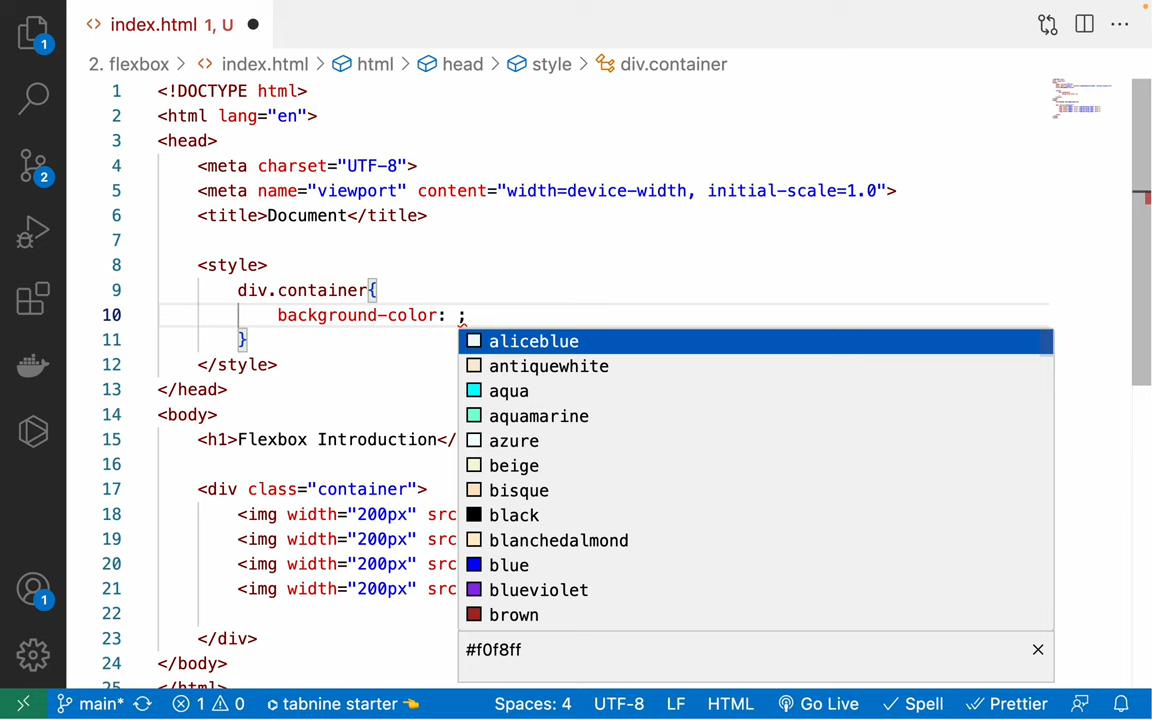 1
2
1
index.html 1, U
2. flexbox > index.html > html > head > style > div.container
1 <!DOCTYPE html>
2 <html lang="en">
3 <head>
4 <meta charset="UTF-8">
5 <meta name="viewport" content="width=device-width, initial-scale=1.0">
6 <title>Document</title>
7
8 <style>
9 div.container{
10 background-color: ;
11 }
12 </style>
13 </head>
14 <body>
15 <h1>Flexbox Introduction</
16
17 <div class="container">
18 <img width="200px" src
19 <img width="200px" src
20 <img width="200px" src
21 <img width="200px" src
22
23 </div>
24 </body>
25 </html>
aliceblue
antiquewhite
aqua
aquamarine
azure
beige
bisque
black
blanchedalmond
blue
blueviolet
brown
#f0f8ff
main* 1 0 tabnine starter 👈 Spaces: 4 UTF-8 LF HTML Go Live Spell Prettier